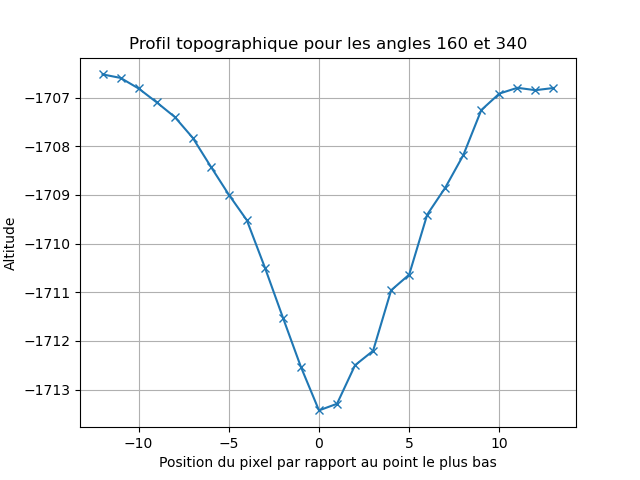 Profil topographique pour les angles 160 et 340
−1707
−1708
−1709
−1710
−1711
−1712
−1713
Altitude
−10 −5 0 5 10
Position du pixel par rapport au point le plus bas